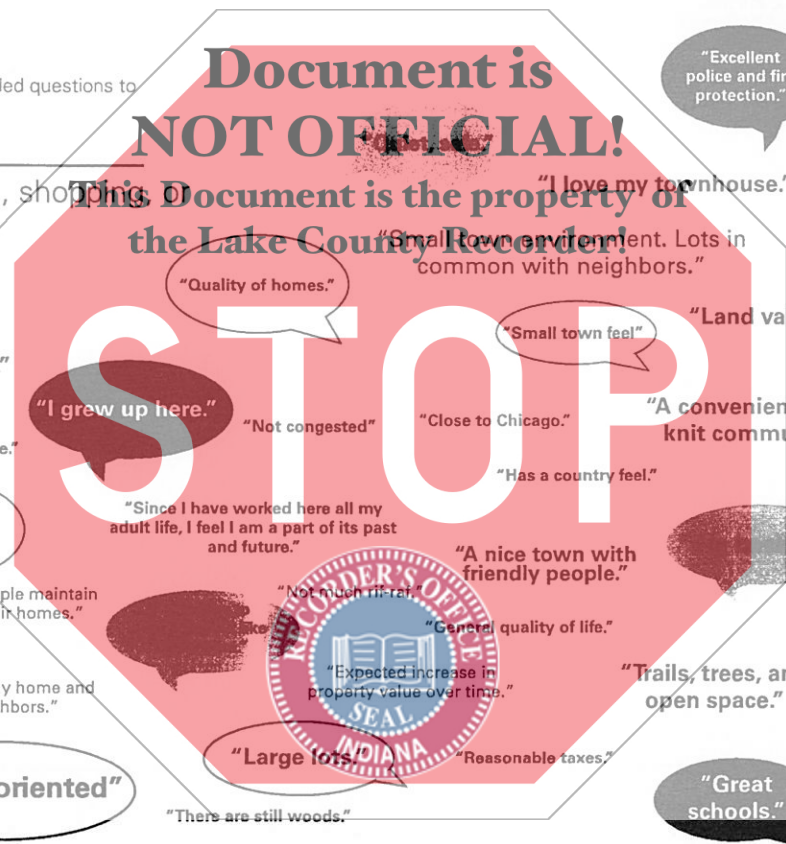 Document is
NOT OFFICIAL!
This Document is the property of
the Lake County Recorder!
STOP
RECORDER'S OFFICE
SEAL
INDIANA
led questions to
, shopping, or
"Excellent
police and fir
protection."
"I love my townhouse."
"Small town environment. Lots in
common with neighbors."
"Quality of homes."
"Small town feel"
"Land va
"
"I grew up here."
"Not congested"
"Close to Chicago."
"A convenien
knit commu
e."
"Has a country feel."
"Since I have worked here all my
adult life, I feel I am a part of its past
and future."
"A nice town with
friendly people."
ple maintain
ir homes."
"Not much rif-raf."
"General quality of life."
"Expected increase in
property value over time."
"Trails, trees, an
open space."
y home and
hbors."
"Large lots."
"Reasonable taxes."
oriented"
"Great
schools."
"There are still woods."